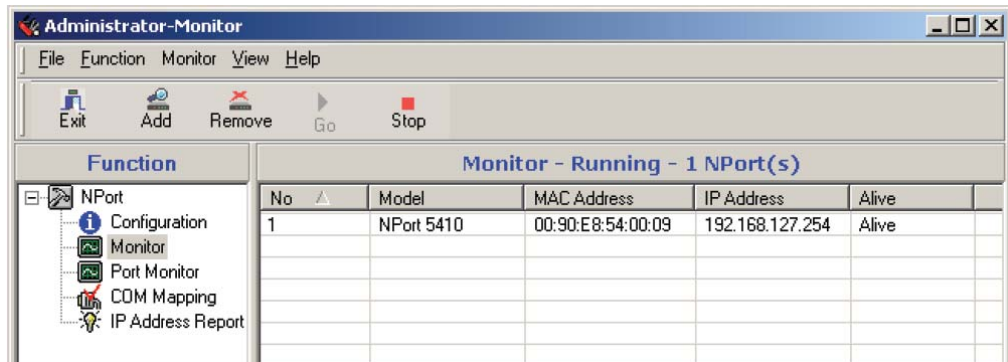 Administrator-Monitor
File Function Monitor View Help
Exit Add Remove Go Stop
Function
Monitor - Running - 1 NPort(s)
NPort
Configuration
Monitor
Port Monitor
COM Mapping
IP Address Report
No Model MAC Address IP Address Alive
1 NPort 5410 00:90:E8:54:00:09 192.168.127.254 Alive